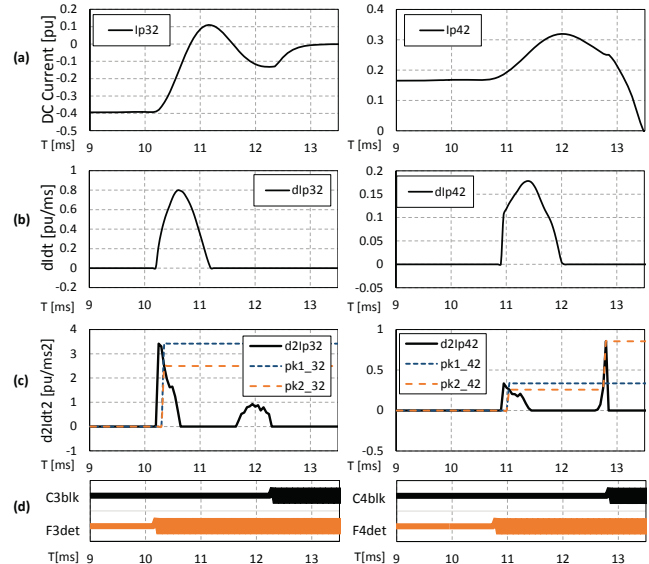 (a)
DC Current [pu]
0.2
0.1
0
-0.1
-0.2
-0.3
-0.4
-0.5
Ip32
T [ms]
9
10
11
12
13
0.4
0.3
0.2
0.1
0
Ip42
9
10
11
12
13
(b)
dIdt [pu/ms]
1
0.8
0.6
0.4
0.2
0
-0.2
dIp32
T [ms]
9
10
11
12
13
0.2
0.15
0.1
0.05
0
-0.05
dIp42
9
10
11
12
13
(c)
d2Idt2 [pu/ms2]
4
3
2
1
0
-1
d2Ip32
pk1_32
pk2_32
T [ms]
9
10
11
12
13
1
0.5
0
-0.5
d2Ip42
pk1_42
pk2_42
9
10
11
12
13
(d)
C3blk
F3det
T[ms]
9
10
11
12
13
C4blk
F4det
T[ms]
9
10
11
12
13